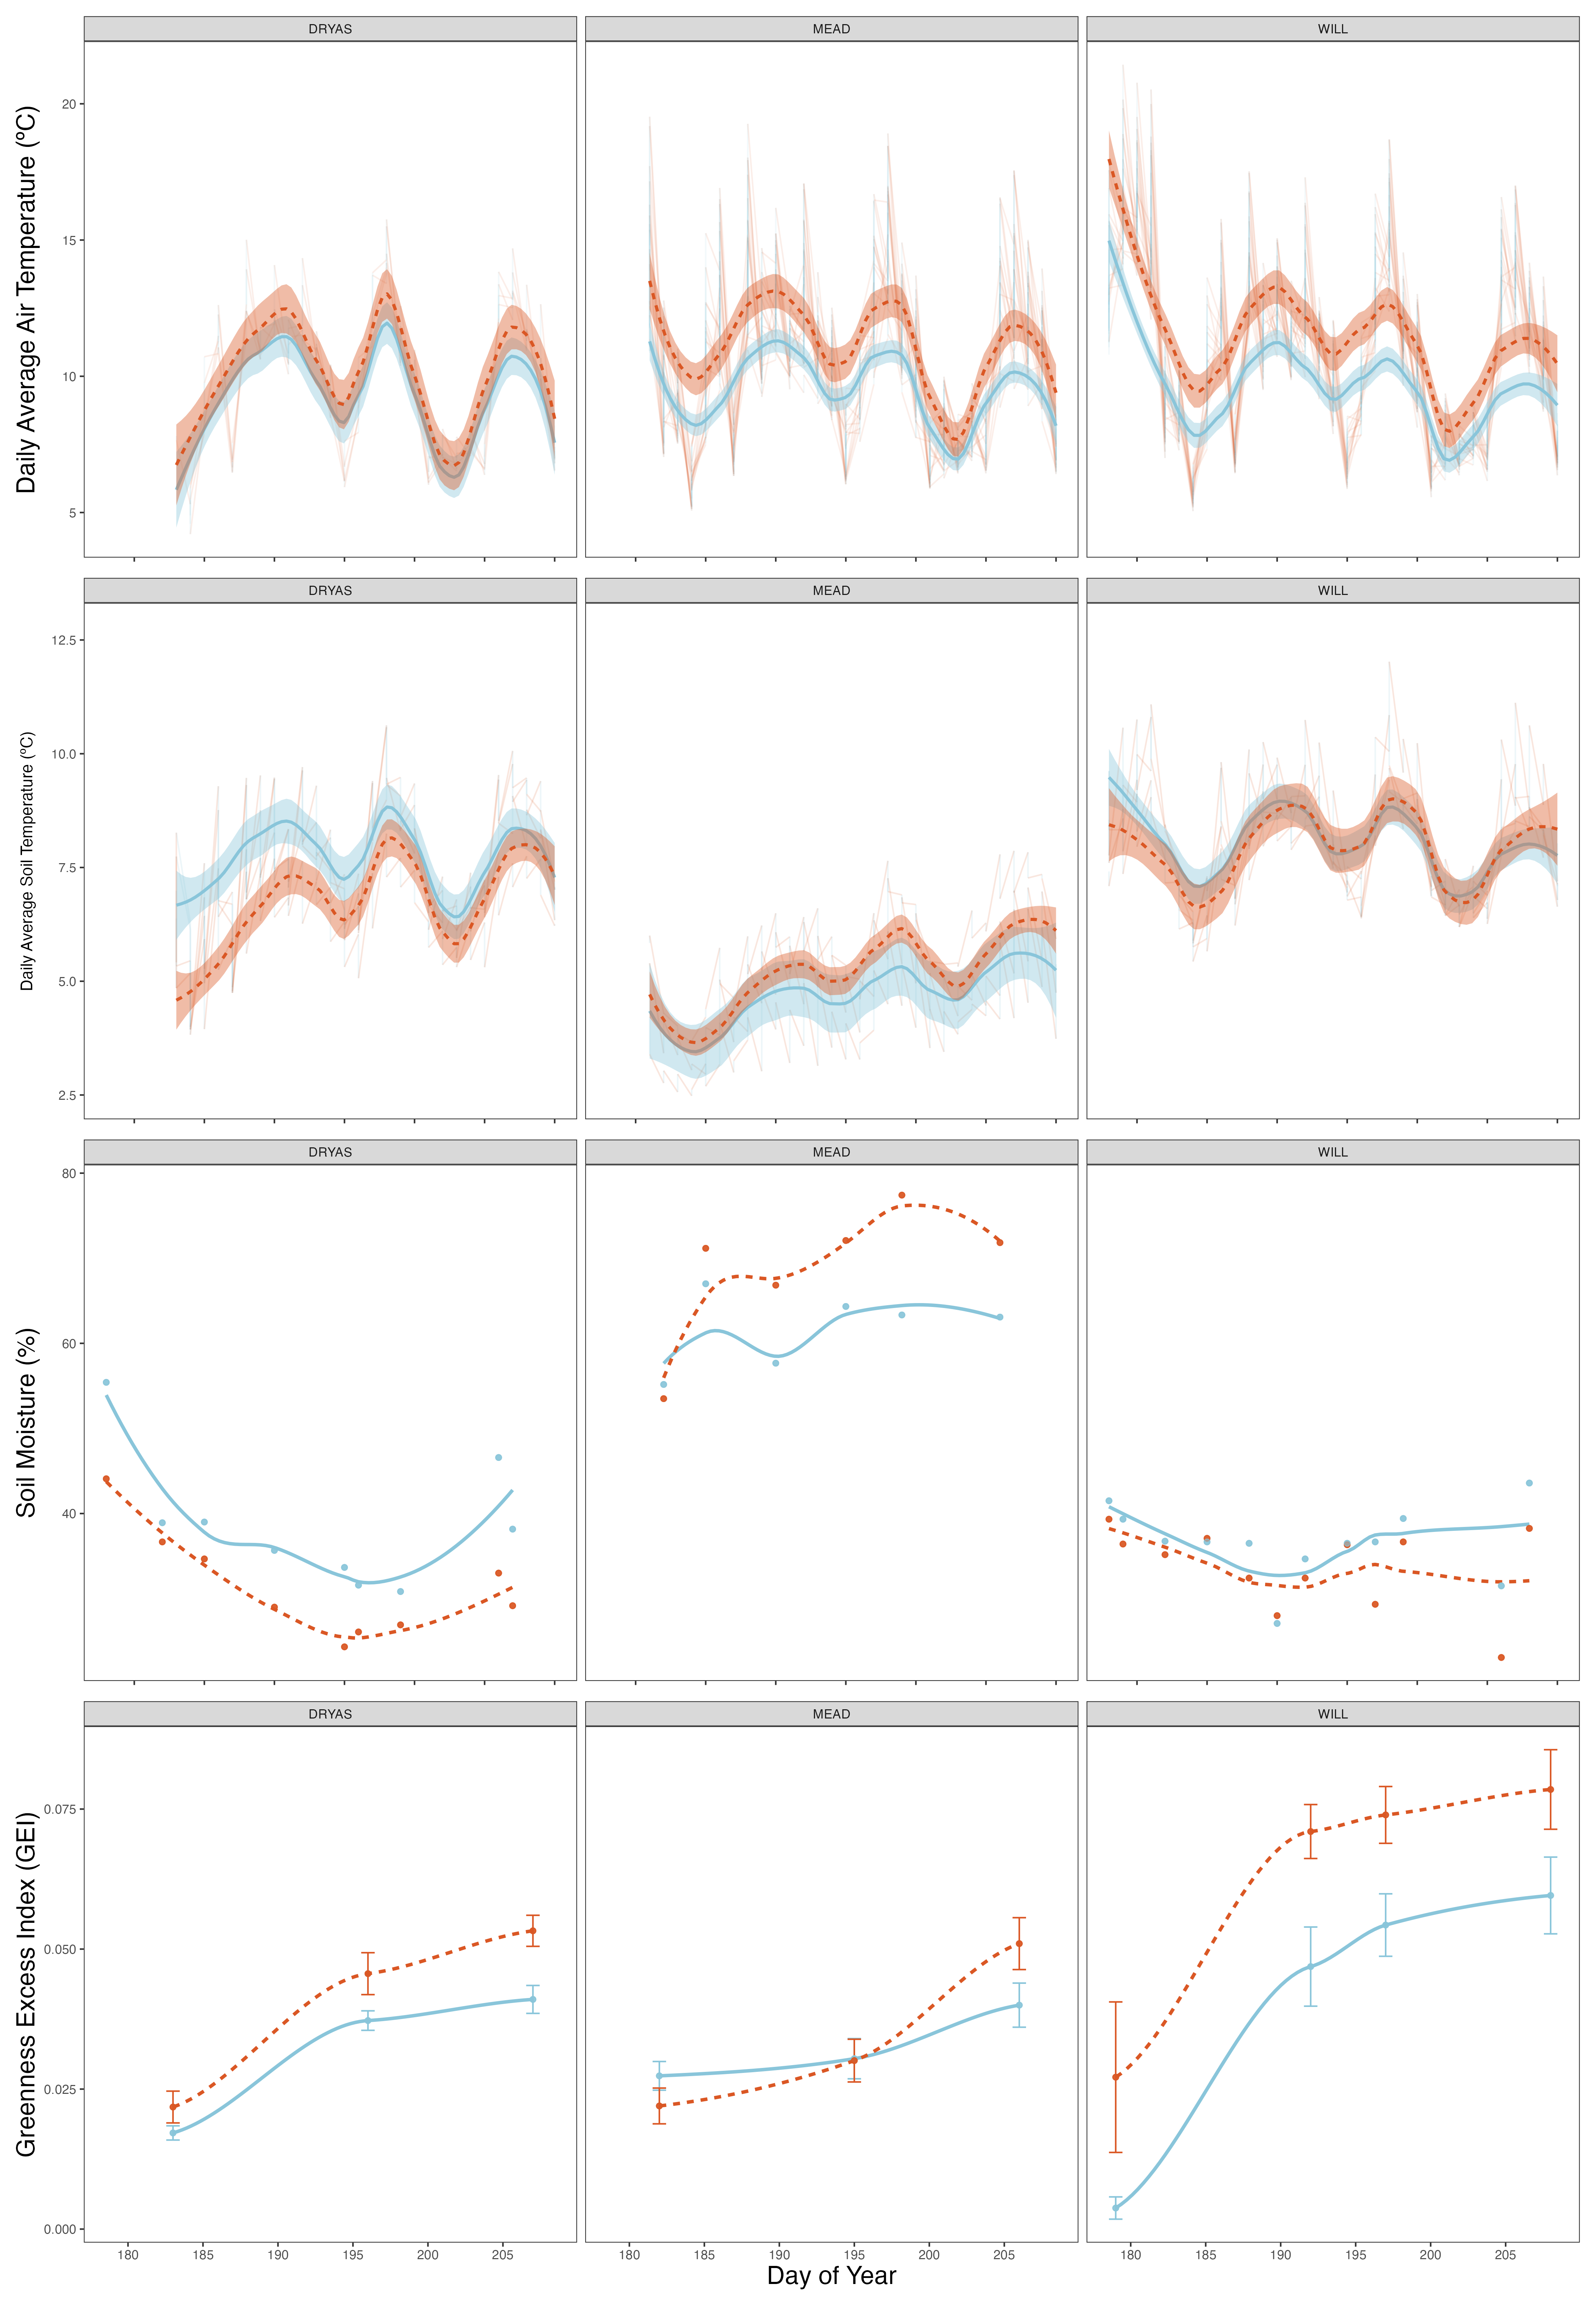 DRYAS MEAD WILL
Daily Average Air Temperature (ºC)
20
15
10
5
DRYAS MEAD WILL
Daily Average Soil Temperature (ºC)
12.5
10.0
7.5
5.0
2.5
DRYAS MEAD WILL
Soil Moisture (%)
80
60
40
DRYAS MEAD WILL
Greenness Excess Index (GEI)
0.075
0.050
0.025
0.000
180 185 190 195 200 205 180 185 190 195 200 205 180 185 190 195 200 205
Day of Year